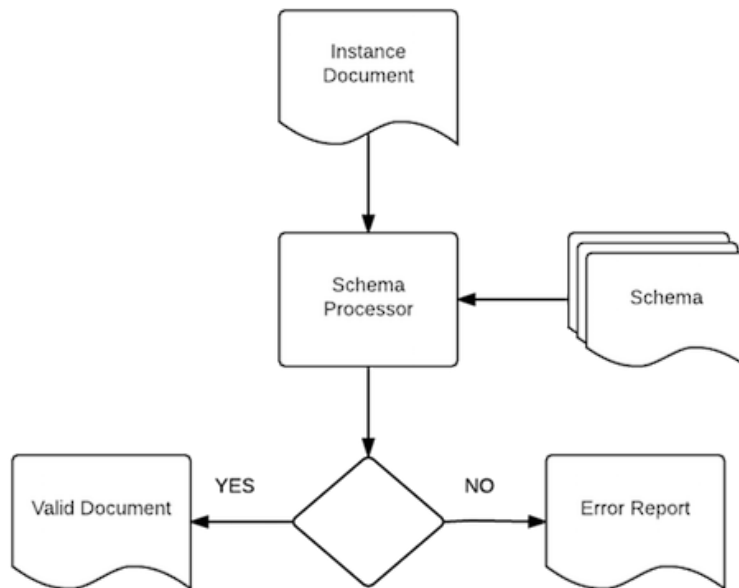 Instance
Document
Schema
Processor
Schema
YES
NO
Valid Document
Error Report